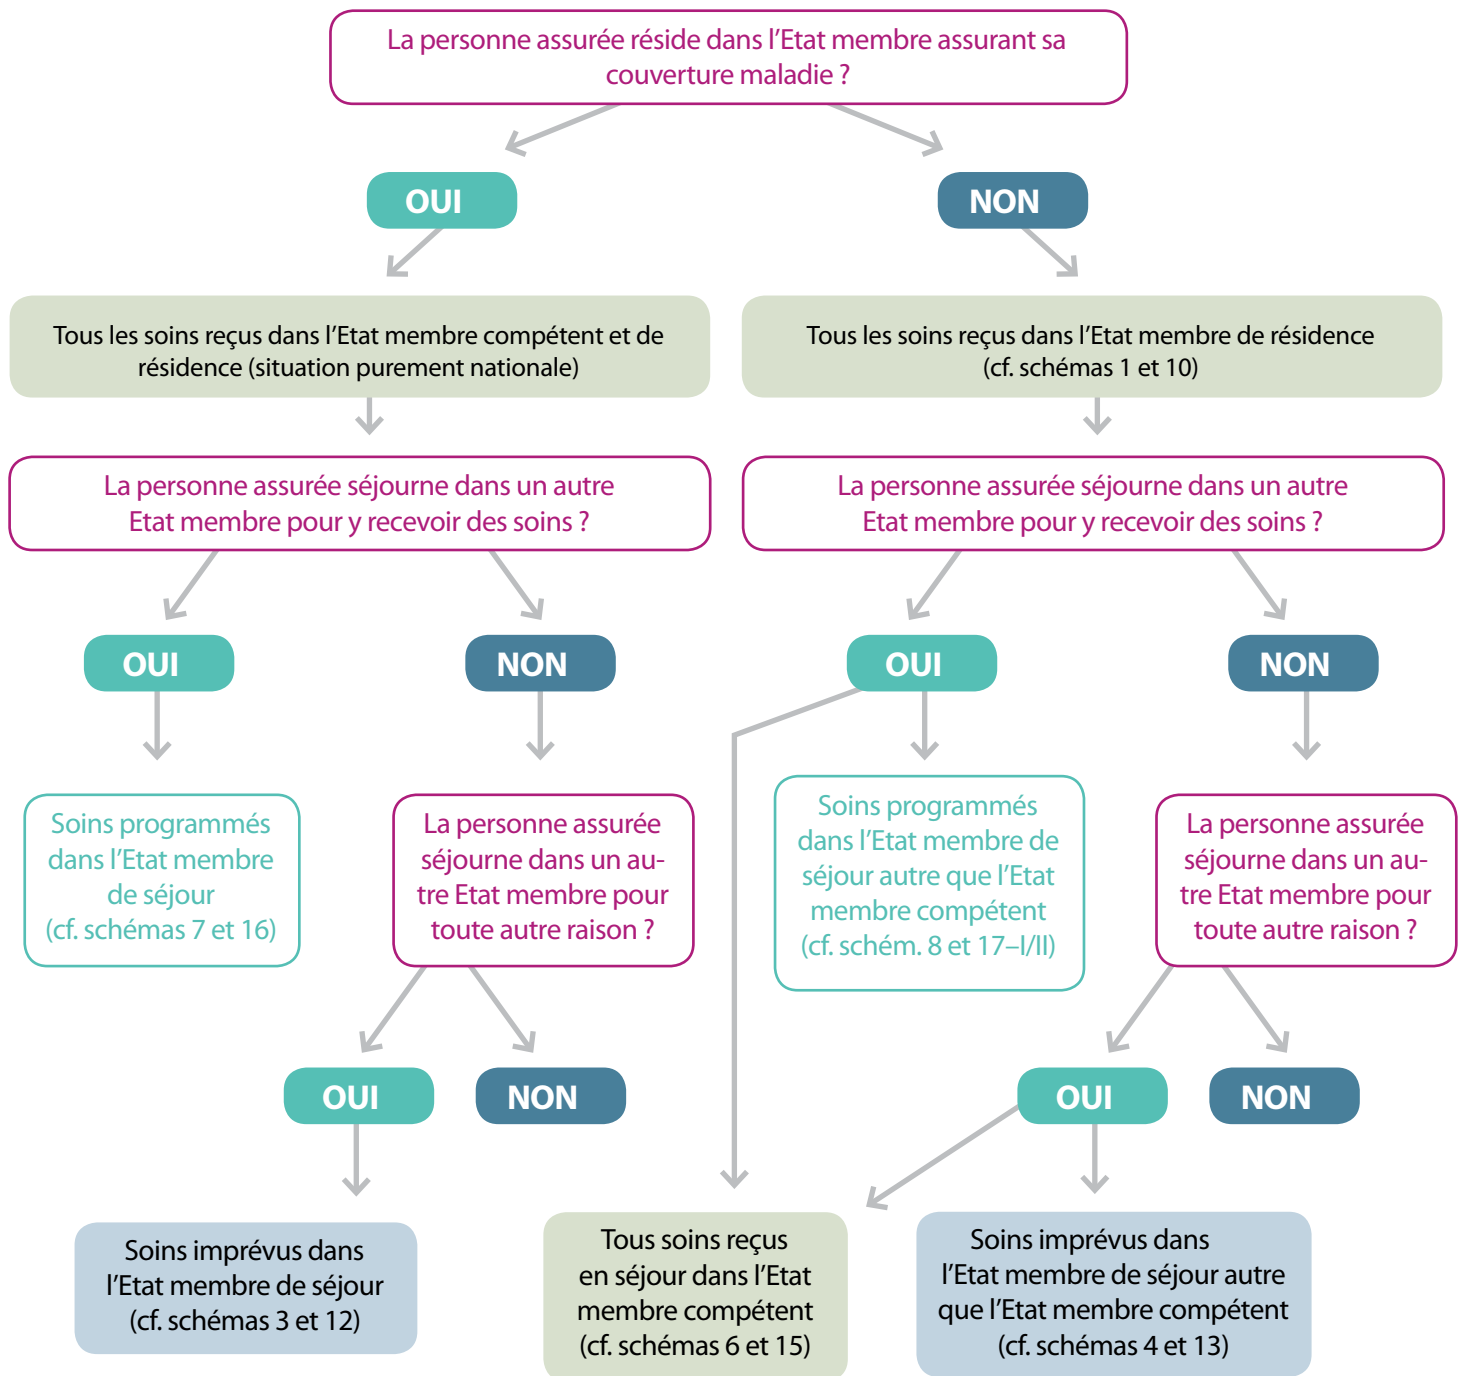 La personne assurée réside dans l'Etat membre assurant sa
couverture maladie ?
OUI
NON
Tous les soins reçus dans l'Etat membre compétent et de
résidence (situation purement nationale)
Tous les soins reçus dans l'Etat membre de résidence
(cf. schémas 1 et 10)
La personne assurée séjourne dans un autre
Etat membre pour y recevoir des soins ?
La personne assurée séjourne dans un autre
Etat membre pour y recevoir des soins ?
OUI
NON
OUI
NON
Soins programmés
dans l'Etat membre
de séjour
(cf. schémas 7 et 16)
La personne assurée
séjourne dans un au-
tre Etat membre pour
toute autre raison ?
Soins programmés
dans l'Etat membre de
séjour autre que l'Etat
membre compétent
(cf. schém. 8 et 17–I/II)
La personne assurée
séjourne dans un au-
tre Etat membre pour
toute autre raison ?
OUI
NON
OUI
NON
Soins imprévus dans
l'Etat membre de séjour
(cf. schémas 3 et 12)
Tous soins reçus
en séjour dans l'Etat
membre compétent
(cf. schémas 6 et 15)
Soins imprévus dans
l'Etat membre de séjour autre
que l'Etat membre compétent
(cf. schémas 4 et 13)